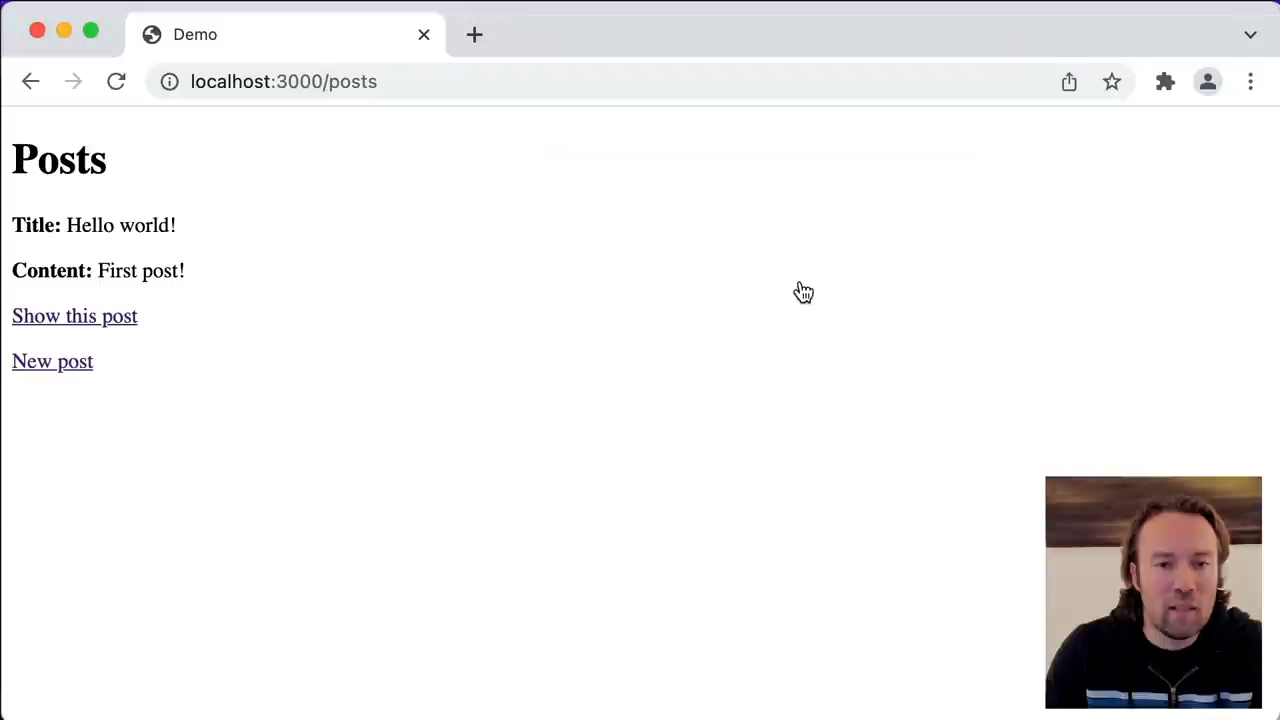 Demo
localhost:3000/posts
Posts
Title: Hello world!
Content: First post!
Show this post
New post